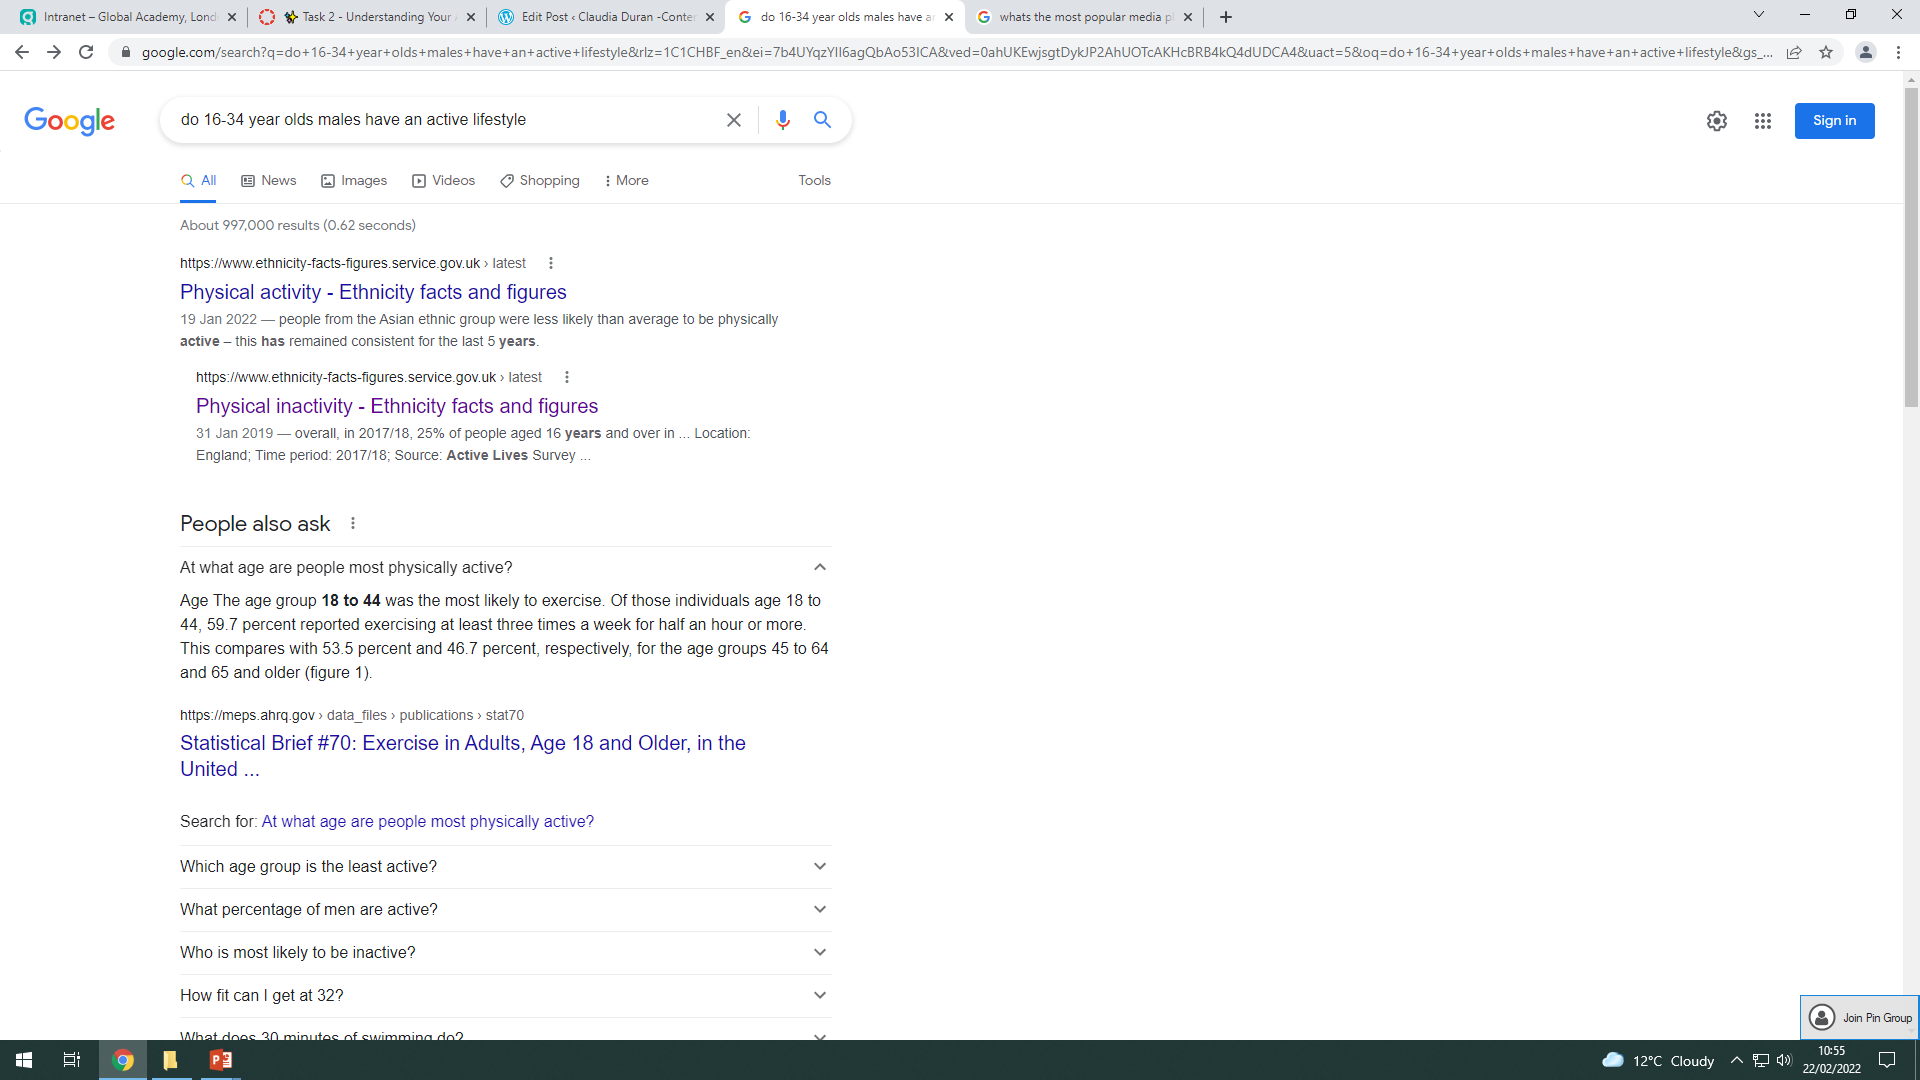 Intranet – Global Academy, Lond
Task 2 - Understanding Your A
Edit Post ‹ Claudia Duran -Conter
do 16-34 year olds males have an
whats the most popular media pl
google.com/search?q=do+16-34+year+olds+males+have+an+active+lifestyle&rlz=1C1CHBF_en&ei=7b4UYqzYII6agQbAo53ICA&ved=0ahUKEwjsgtDykJP2AhUOTcAKHcBRB4kQ4dUDCA4&uact=5&oq=do+16-34+year+olds+males+have+an+active+lifestyle&gs_...
Google
do 16-34 year olds males have an active lifestyle
Sign in
All News Images Videos Shopping More Tools
About 997,000 results (0.62 seconds)
https://www.ethnicity-facts-figures.service.gov.uk › latest
Physical activity - Ethnicity facts and figures
19 Jan 2022 — people from the Asian ethnic group were less likely than average to be physically
active – this has remained consistent for the last 5 years.
https://www.ethnicity-facts-figures.service.gov.uk › latest
Physical inactivity - Ethnicity facts and figures
31 Jan 2019 — overall, in 2017/18, 25% of people aged 16 years and over in ... Location:
England; Time period: 2017/18; Source: Active Lives Survey ...
People also ask
At what age are people most physically active?
Age The age group 18 to 44 was the most likely to exercise. Of those individuals age 18 to
44, 59.7 percent reported exercising at least three times a week for half an hour or more.
This compares with 53.5 percent and 46.7 percent, respectively, for the age groups 45 to 64
and 65 and older (figure 1).
https://meps.ahrq.gov › data_files › publications › stat70
Statistical Brief #70: Exercise in Adults, Age 18 and Older, in the
United ...
Search for: At what age are people most physically active?
Which age group is the least active?
What percentage of men are active?
Who is most likely to be inactive?
How fit can I get at 32?
What does 30 minutes of swimming do?
Join Pin Group
12°C Cloudy
10:55
22/02/2022